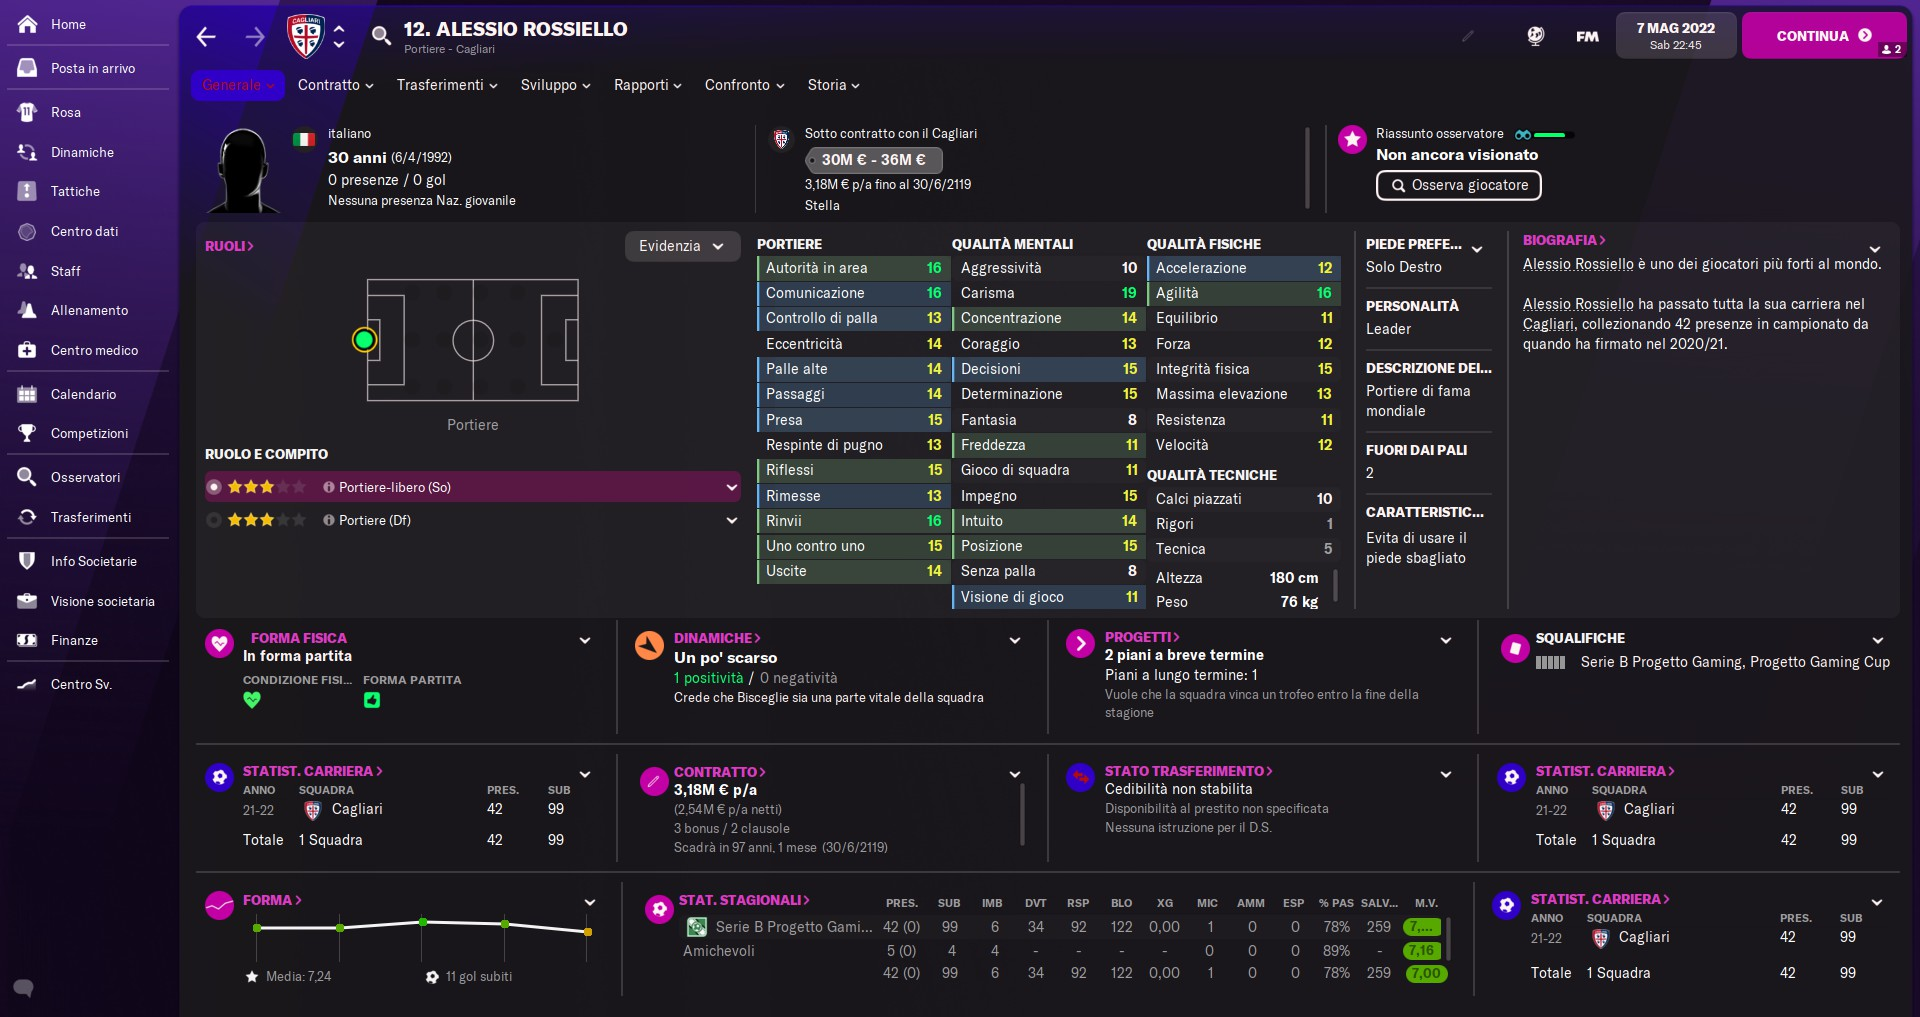 Home
Posta in arrivo
Rosa
Dinamiche
Tattiche
Centro dati
Staff
Allenamento
Centro medico
Calendario
Competizioni
Osservatori
Trasferimenti
Info Societarie
Visione societaria
Finanze
Centro Sv.
12. ALESSIO ROSSIELLO
Portiere - Cagliari
FM
7 MAG 2022
Sab 22:45
CONTINUA
2
Generale Contratto Trasferimenti Sviluppo Rapporti Confronto Storia
italiano
30 anni (6/4/1992)
0 presenze / 0 gol
Nessuna presenza Naz. giovanile
Sotto contratto con il Cagliari
30M € - 36M €
3,18M € p/a fino al 30/6/2119
Stella
Riassunto osservatore
Non ancora visionato
Osserva giocatore
RUOLI
Evidenzia
Portiere
RUOLO E COMPITO
Portiere-libero (So)
Portiere (Df)
PORTIERE
Autorità in area 16
Comunicazione 16
Controllo di palla 13
Eccentricità 14
Palle alte 14
Passaggi 14
Presa 15
Respinte di pugno 13
Riflessi 15
Rimesse 13
Rinvii 16
Uno contro uno 15
Uscite 14
QUALITÀ MENTALI
Aggressività 10
Carisma 19
Concentrazione 14
Coraggio 13
Decisioni 15
Determinazione 15
Fantasia 8
Freddezza 11
Gioco di squadra 11
Impegno 15
Intuito 14
Posizione 15
Senza palla 8
Visione di gioco 11
QUALITÀ FISICHE
Accelerazione 12
Agilità 16
Equilibrio 11
Forza 12
Integrità fisica 15
Massima elevazione 13
Resistenza 11
Velocità 12
QUALITÀ TECNICHE
Calci piazzati 10
Rigori 1
Tecnica 5
Altezza 180 cm
Peso 76 kg
PIEDE PREFE...
Solo Destro
PERSONALITÀ
Leader
DESCRIZIONE DEI...
Portiere di fama
mondiale
FUORI DAI PALI
2
CARATTERISTIC...
Evita di usare il
piede sbagliato
BIOGRAFIA
Alessio Rossiello è uno dei giocatori più forti al mondo.
Alessio Rossiello ha passato tutta la sua carriera nel
Cagliari, collezionando 42 presenze in campionato da
quando ha firmato nel 2020/21.
FORMA FISICA
In forma partita
CONDIZIONE FISI... FORMA PARTITA
DINAMICHE
Un po' scarso
1 positività / 0 negatività
Crede che Bisceglie sia una parte vitale della squadra
PROGETTI
2 piani a breve termine
Piani a lungo termine: 1
Vuole che la squadra vinca un trofeo entro la fine della
stagione
SQUALIFICHE
Serie B Progetto Gaming, Progetto Gaming Cup
STATIST. CARRIERA
ANNO SQUADRA PRES. SUB
21-22 Cagliari 42 99
Totale 1 Squadra 42 99
CONTRATTO
3,18M € p/a
(2,54M € p/a netti)
3 bonus / 2 clausole
Scadrà in 97 anni, 1 mese (30/6/2119)
STATO TRASFERIMENTO
Cedibilità non stabilita
Disponibilità al prestito non specificata
Nessuna istruzione per il D.S.
STATIST. CARRIERA
ANNO SQUADRA PRES. SUB
21-22 Cagliari 42 99
Totale 1 Squadra 42 99
FORMA
Media: 7,24 11 gol subiti
STAT. STAGIONALI PRES. SUB IMB DVT RSP BLO XG MIC AMM ESP % PAS SALV... M.V.
Serie B Progetto Gami... 42 (0) 99 6 34 92 122 0,00 1 0 0 78% 259 7,...
Amichevoli 5 (0) 4 4 - - - - 0 0 0 89% - 7,16
42 (0) 99 6 34 92 122 0,00 1 0 0 78% 259 7,00
STATIST. CARRIERA
ANNO SQUADRA PRES. SUB
21-22 Cagliari 42 99
Totale 1 Squadra 42 99